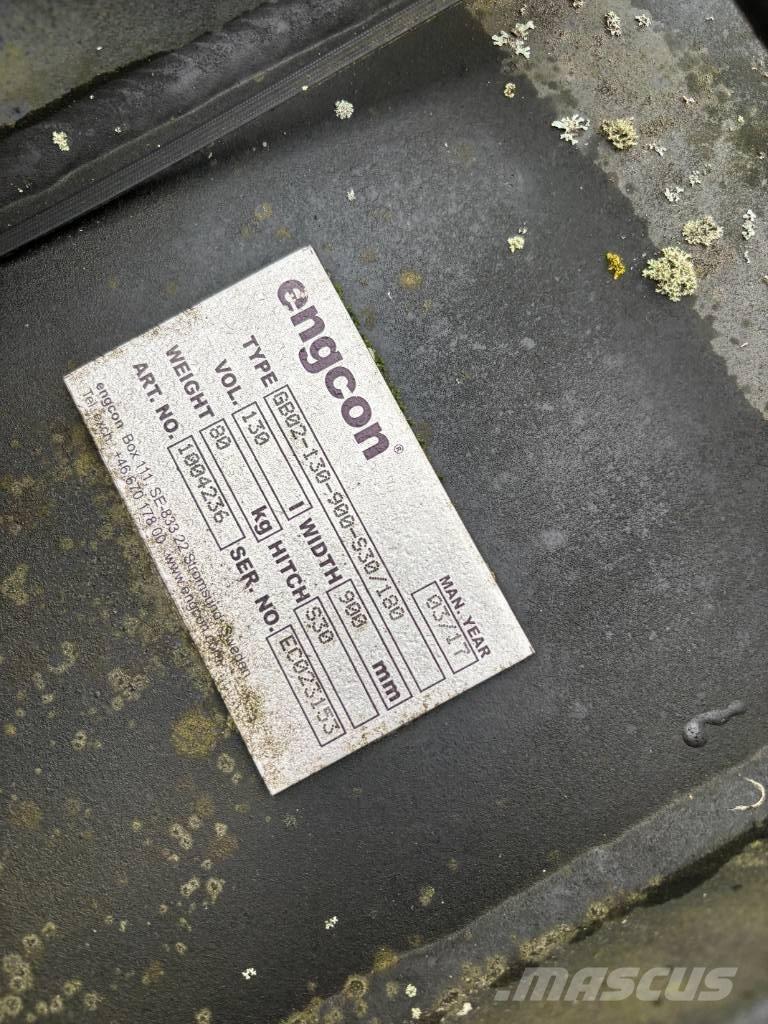 engcon®
MAN. YEAR
03/17
TYPE GB02-130-900-S30/180
VOL. 130 l WIDTH 900 mm
WEIGHT 80 kg HITCH S30
ART. NO. 1004236 SER. NO. EC023153
engcon Box 111, SE-833 22 Strömsund, Sweden
Tel. exch. +46 670 178 00 www.engcon.com
.MASCUS